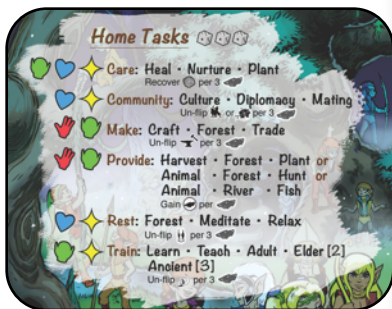 Home Tasks
Care: Heal · Nurture · Plant
Recover per 3
Community: Culture · Diplomacy · Mating
Un-flip or per 3
Make: Craft · Forest · Trade
Un-flip per 3
Provide: Harvest · Forest · Plant or
Animal · Forest · Hunt or
Animal · River · Fish
Gain per 3
Rest: Forest · Meditate · Relax
Un-flip per 3
Train: Learn · Teach · Adult · Elder [2]
Ancient [3]
Un-flip per 3